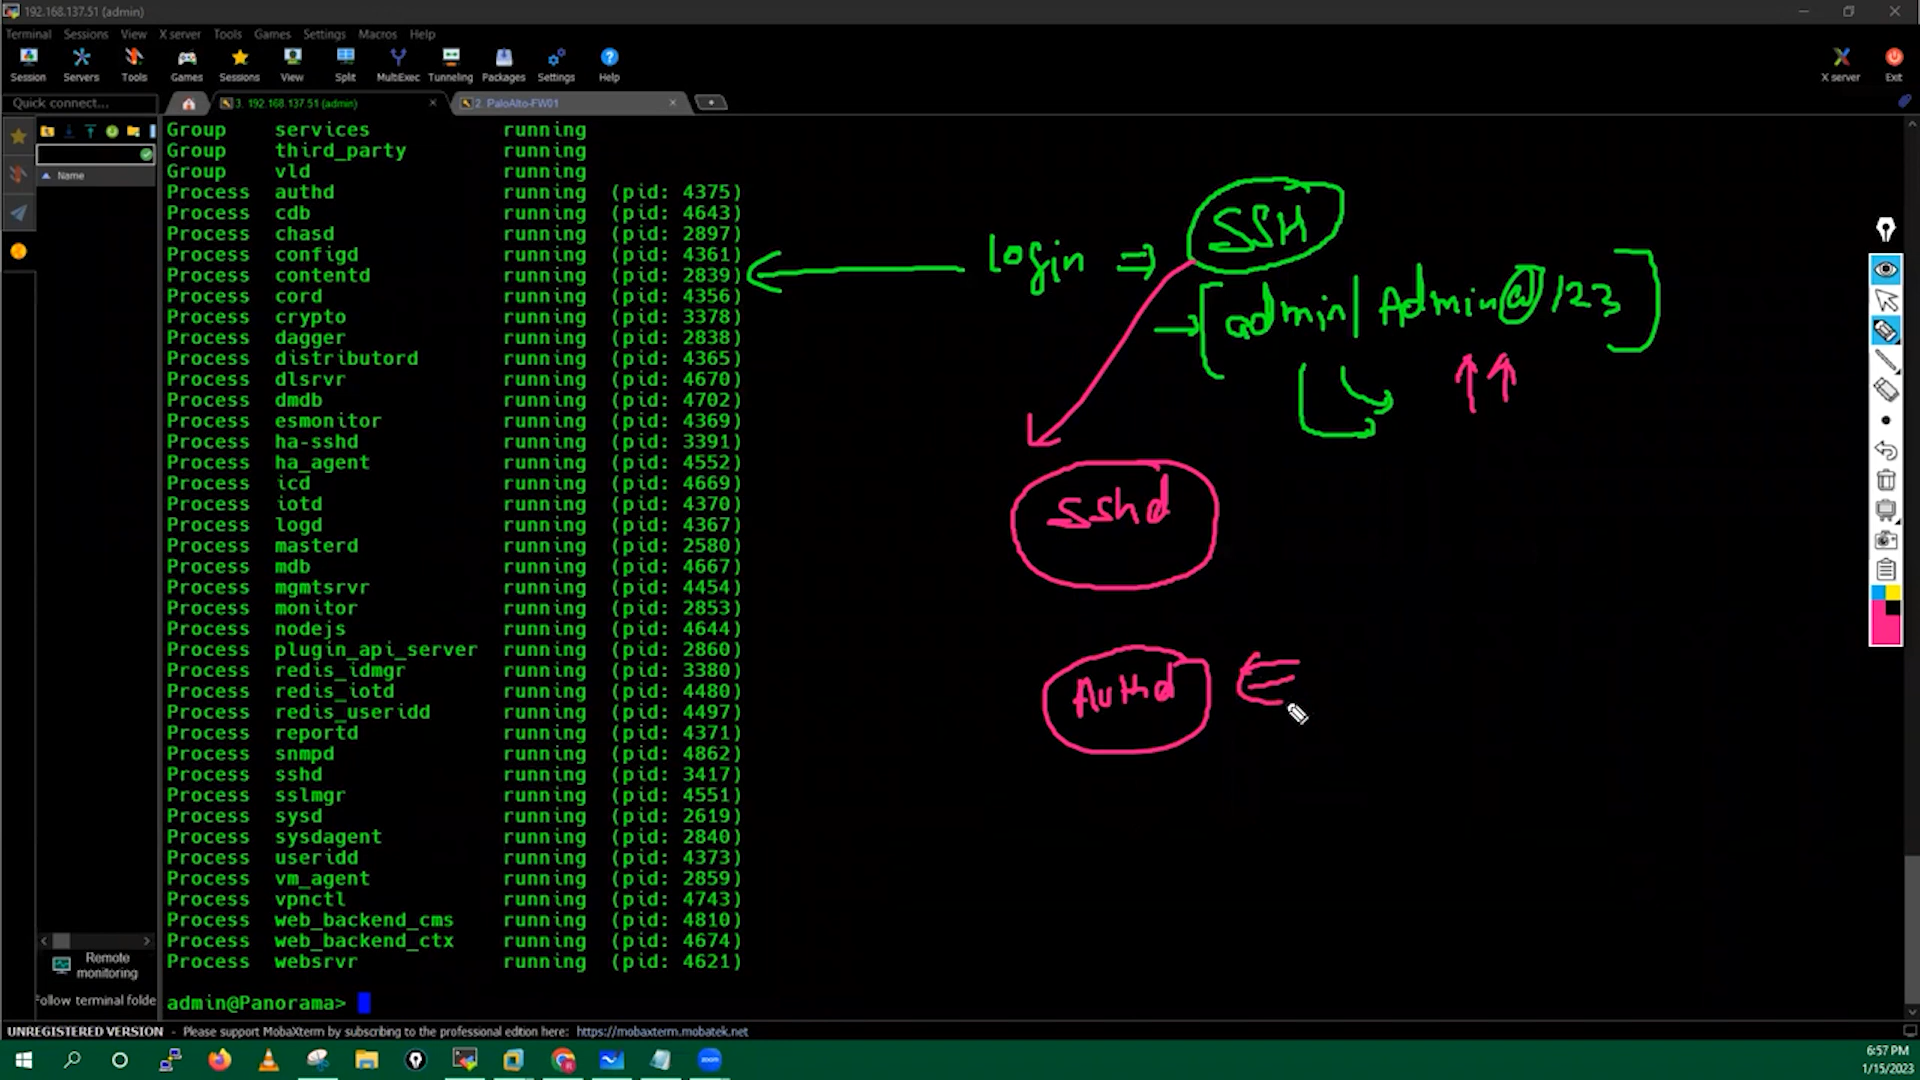 192.168.137.51 (admin)
Terminal Sessions View X server Tools Games Settings Macros Help
Session Servers Tools Games Sessions View Split MultiExec Tunneling Packages Settings Help X server Exit
Quick connect... 3. 192.168.137.51 (admin) 2. PaloAlto-FW01
Name
Group services running
Group third_party running
Group vld running
Process authd running (pid: 4375)
Process cdb running (pid: 4643)
Process chasd running (pid: 2897)
Process configd running (pid: 4361)
Process contentd running (pid: 2839)
Process cord running (pid: 4356)
Process crypto running (pid: 3378)
Process dagger running (pid: 2838)
Process distributord running (pid: 4365)
Process dlsrvr running (pid: 4670)
Process dmdb running (pid: 4702)
Process esmonitor running (pid: 4369)
Process ha-sshd running (pid: 3391)
Process ha_agent running (pid: 4552)
Process icd running (pid: 4669)
Process iotd running (pid: 4370)
Process logd running (pid: 4367)
Process masterd running (pid: 2580)
Process mdb running (pid: 4667)
Process mgmtsrvr running (pid: 4454)
Process monitor running (pid: 2853)
Process nodejs running (pid: 4644)
Process plugin_api_server running (pid: 2860)
Process redis_idmgr running (pid: 3380)
Process redis_iotd running (pid: 4480)
Process redis_useridd running (pid: 4497)
Process reportd running (pid: 4371)
Process snmpd running (pid: 4862)
Process sshd running (pid: 3417)
Process sslmgr running (pid: 4551)
Process sysd running (pid: 2619)
Process sysdagent running (pid: 2840)
Process useridd running (pid: 4373)
Process vm_agent running (pid: 2859)
Process vpnctl running (pid: 4743)
Process web_backend_cms running (pid: 4810)
Process web_backend_ctx running (pid: 4674)
Process websrvr running (pid: 4621)
admin@Panorama>
login ⇒ SSH
→ [admin| Admin@123]
SShd
Authd
Remote
monitoring
Follow terminal folde
UNREGISTERED VERSION - Please support MobaXterm by subscribing to the professional edition here: https://mobaxterm.mobatek.net
zoom
6:57 PM
1/15/2023